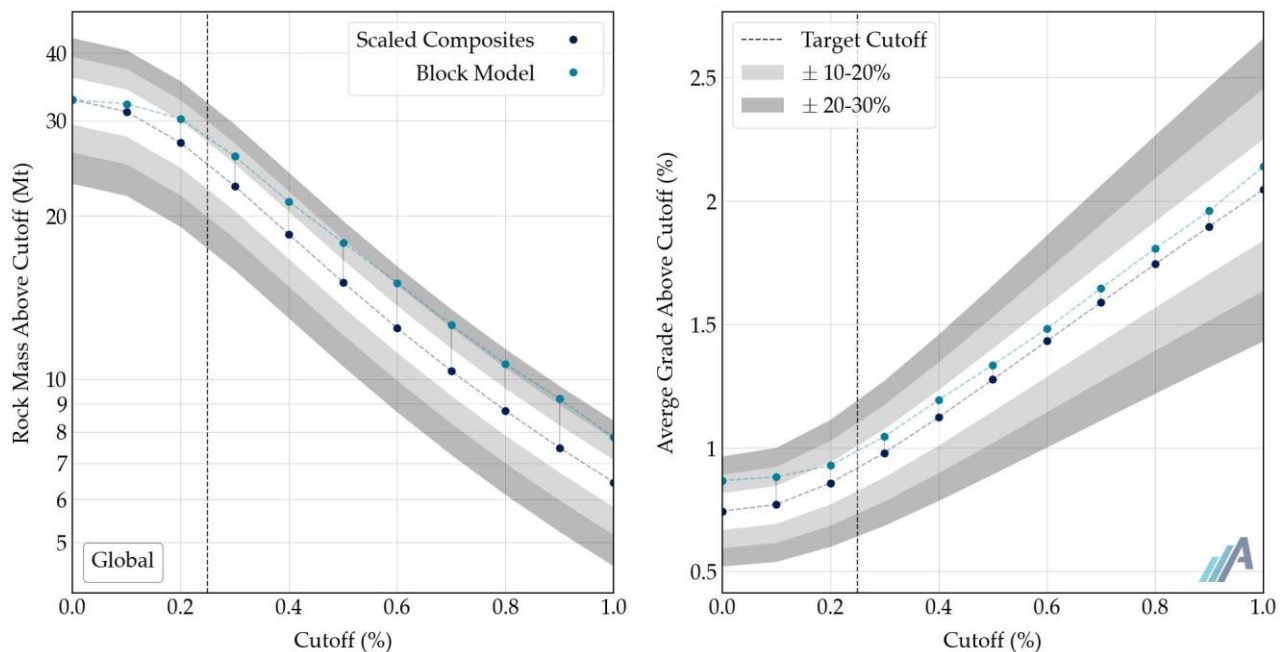 Rock Mass Above Cutoff (Mt)
40
30
20
10
9
8
7
6
5
Scaled Composites
Block Model
Global
0.0 0.2 0.4 0.6 0.8 1.0
Cutoff (%)
Averge Grade Above Cutoff (%)
2.5
2
1.5
1
0.5
Target Cutoff
± 10-20%
± 20-30%
A
0.0 0.2 0.4 0.6 0.8 1.0
Cutoff (%)